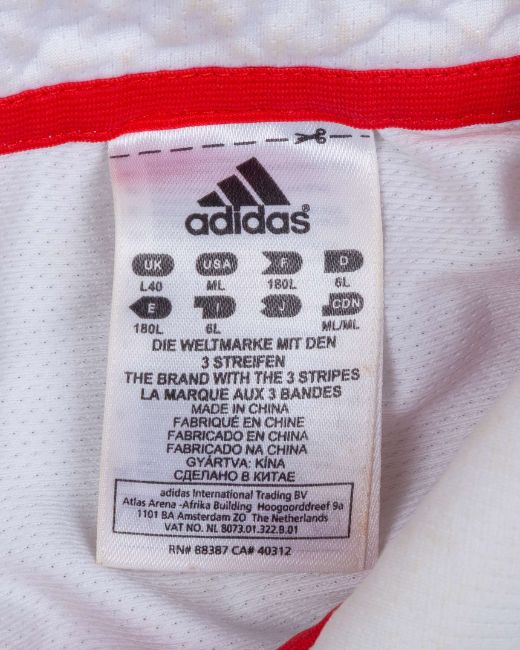 adidas®
UK USA F D
L40 ML 180L 6L
E I J CDN
180L 6L ML/ML
DIE WELTMARKE MIT DEN
3 STREIFEN
THE BRAND WITH THE 3 STRIPES
LA MARQUE AUX 3 BANDES
MADE IN CHINA
FABRIQUÉ EN CHINE
FABRICADO EN CHINA
FABRICADO NA CHINA
GYÁRTVA: KÍNA
СДЕЛАНО В КИТАЕ
adidas International Trading BV
Atlas Arena -Afrika Building Hoogoorddreef 9a
1101 BA Amsterdam ZO The Netherlands
VAT NO. NL 8073.01.322.B.01
RN# 88387 CA# 40312